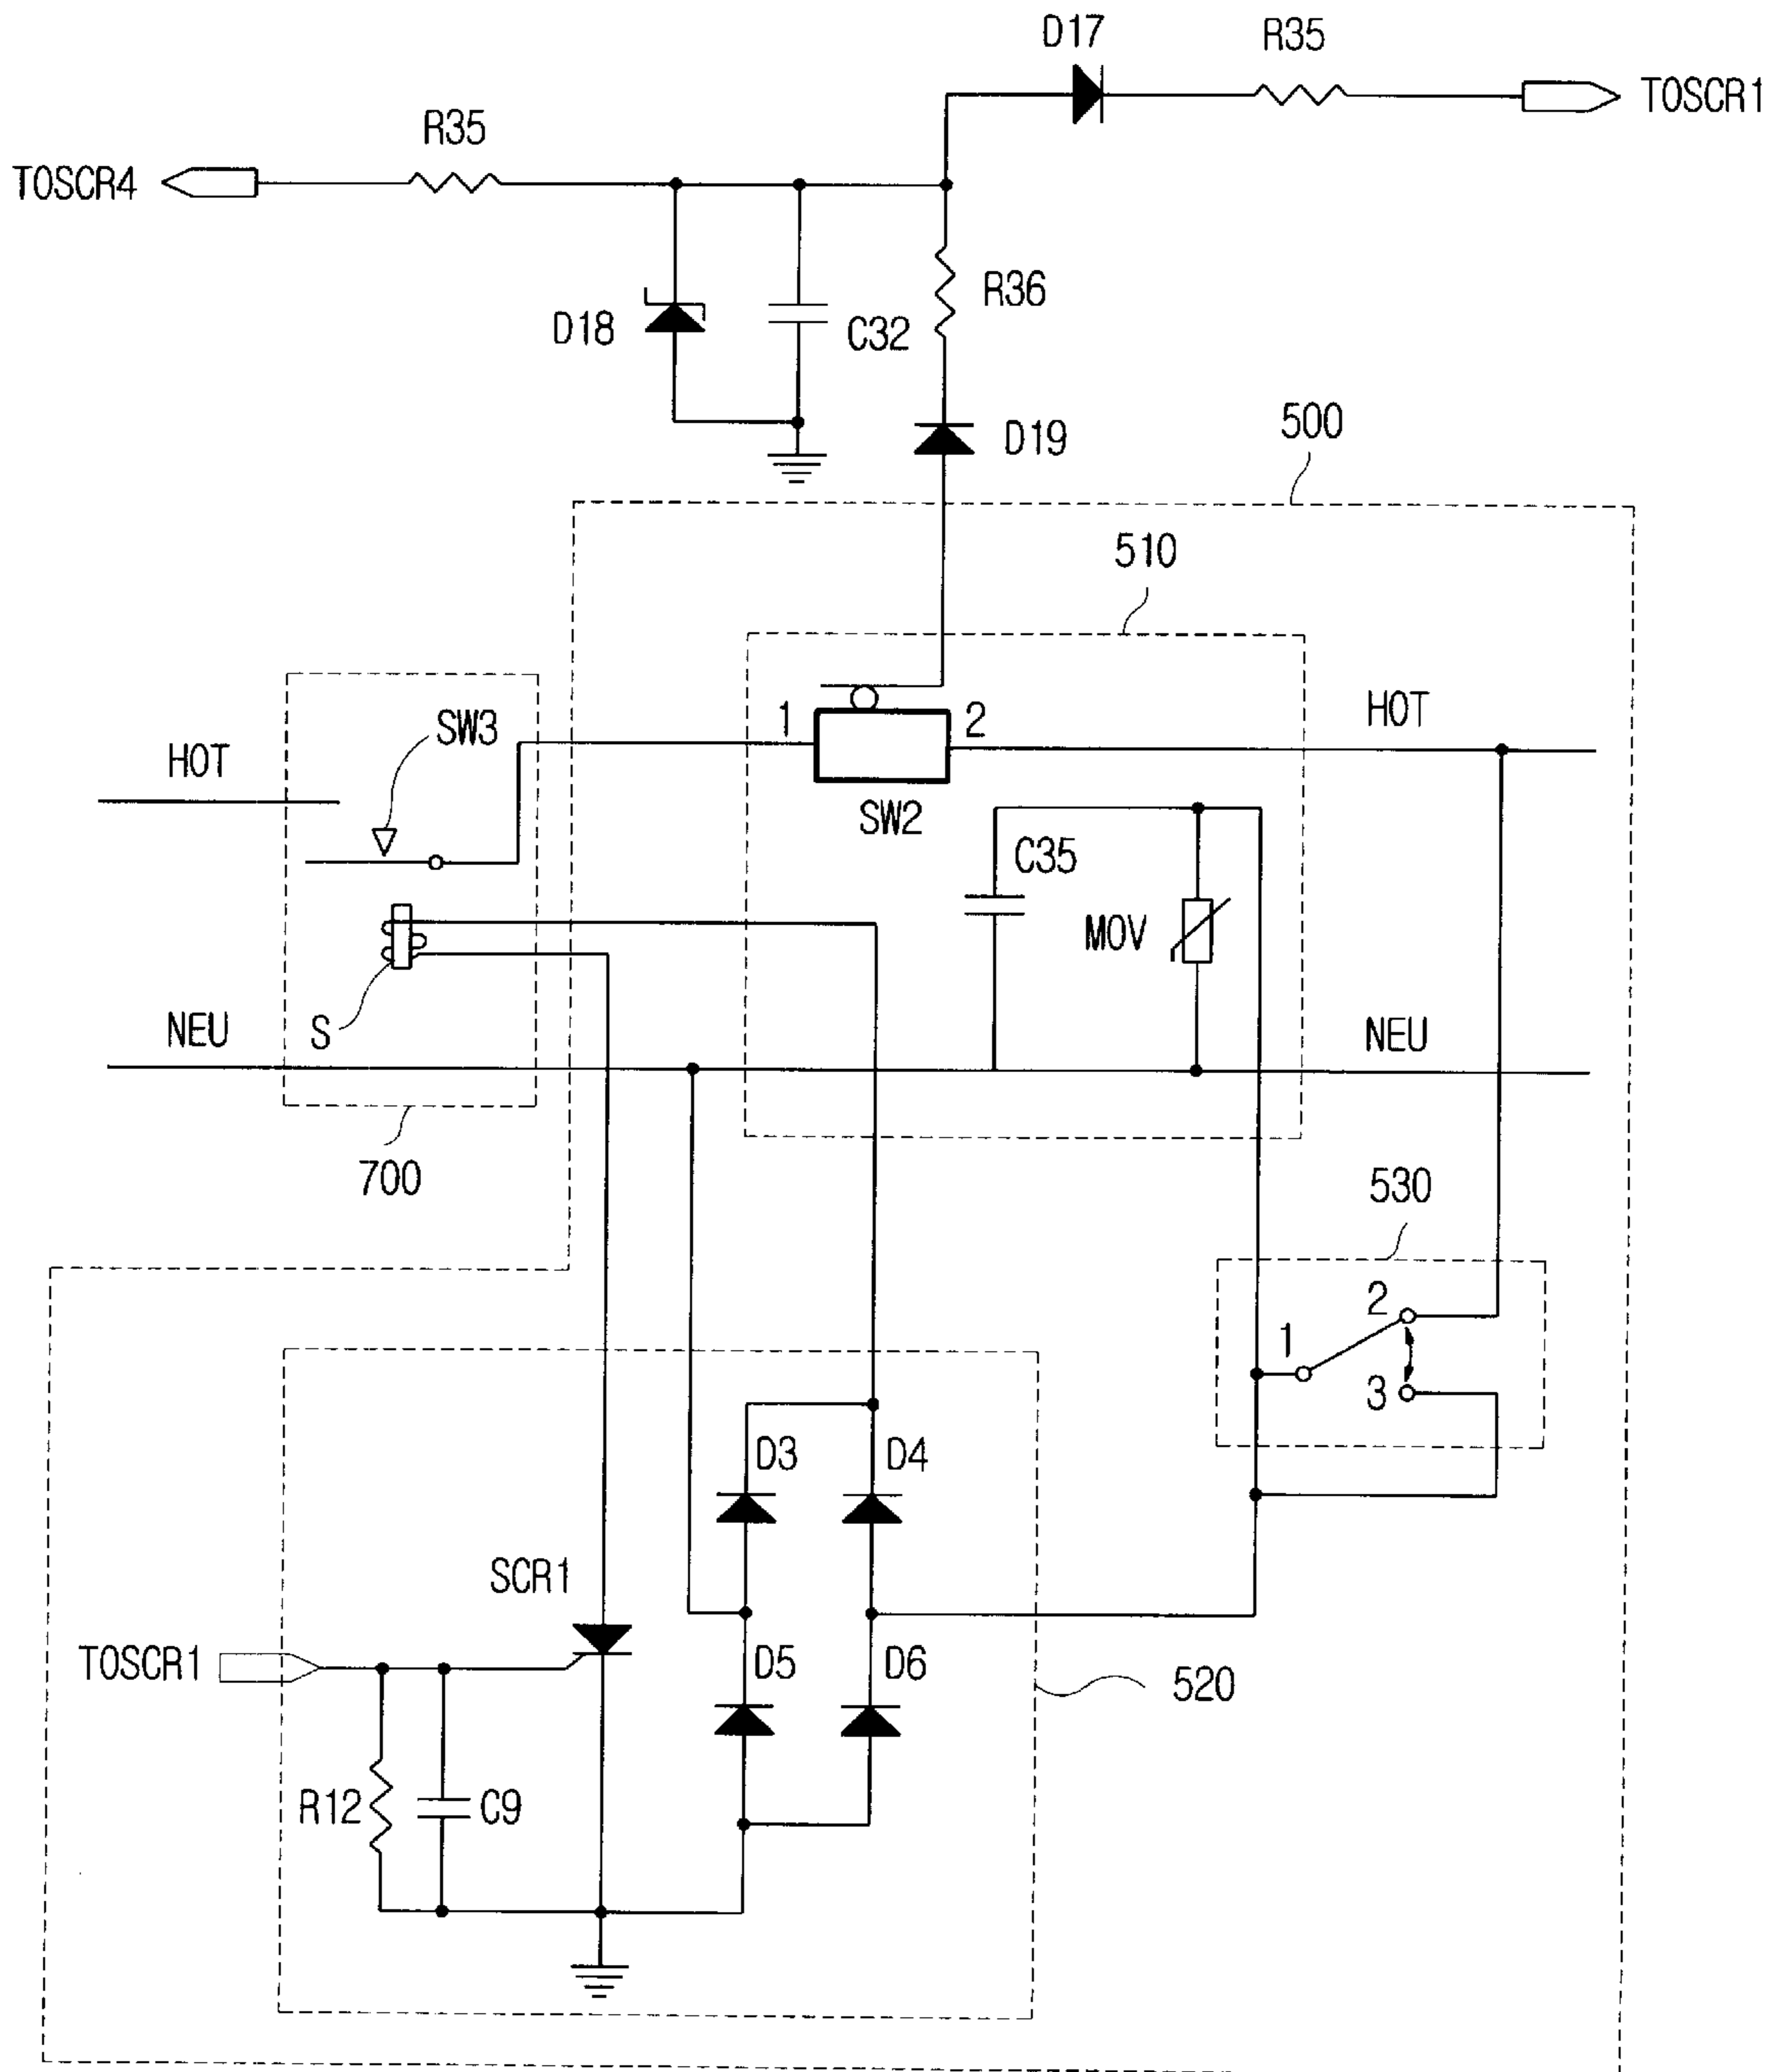 D17
R35
TOSCR1
R35
TOSCR4
R36
D18
C32
D19
500
510
SW3
1
2
HOT
HOT
SW2
C35
MOV
NEU
S
NEU
700
530
2
1
3
D3
D4
SCR1
TOSCR1
D5
D6
520
R12
C9